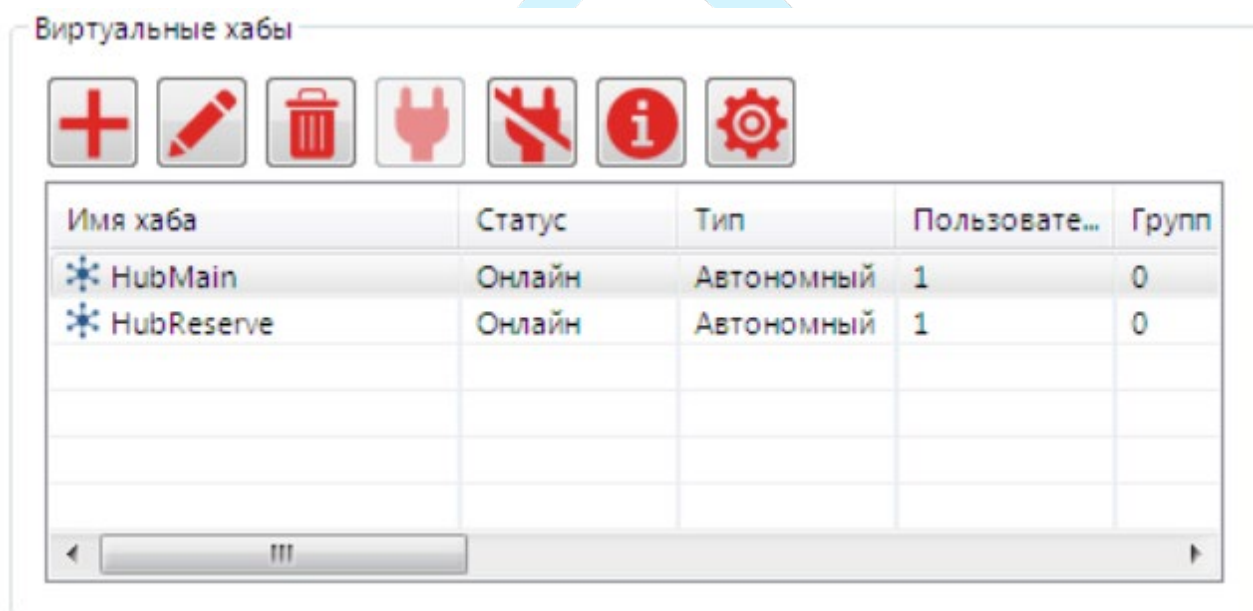 Виртуальные хабы
Имя хаба Статус Тип Пользовате... Групп
HubMain Онлайн Автономный 1 0
HubReserve Онлайн Автономный 1 0